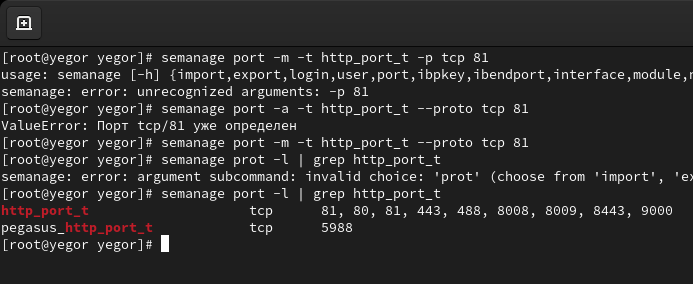 [root@yegor yegor]# semanage port -m -t http_port_t -p tcp 81
usage: semanage [-h] {import,export,login,user,port,ibpkey,ibendport,interface,module,
semanage: error: unrecognized arguments: -p 81
[root@yegor yegor]# semanage port -a -t http_port_t --proto tcp 81
ValueError: Порт tcp/81 уже определен
[root@yegor yegor]# semanage port -m -t http_port_t --proto tcp 81
[root@yegor yegor]# semanage prot -l | grep http_port_t
semanage: error: argument subcommand: invalid choice: 'prot' (choose from 'import', 'ex
[root@yegor yegor]# semanage port -l | grep http_port_t
http_port_t tcp 81, 80, 81, 443, 488, 8008, 8009, 8443, 9000
pegasus_http_port_t tcp 5988
[root@yegor yegor]#